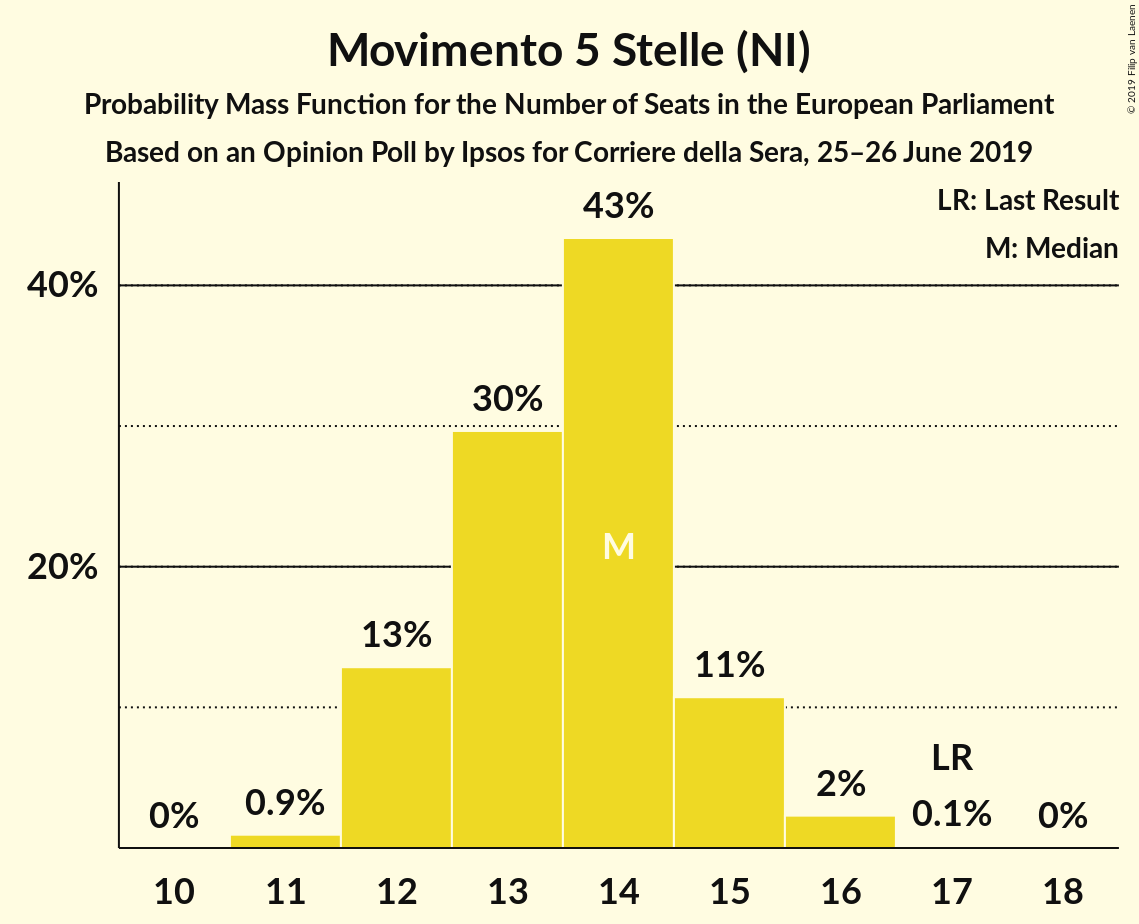 Movimento 5 Stelle (NI)
Probability Mass Function for the Number of Seats in the European Parliament
Based on an Opinion Poll by Ipsos for Corriere della Sera, 25–26 June 2019
© 2019 Filip van Laenen
LR: Last Result
M: Median
43%
40%
30%
M
20%
13%
11%
LR
2%
0.9%
0.1%
0%
0%
10 11 12 13 14 15 16 17 18